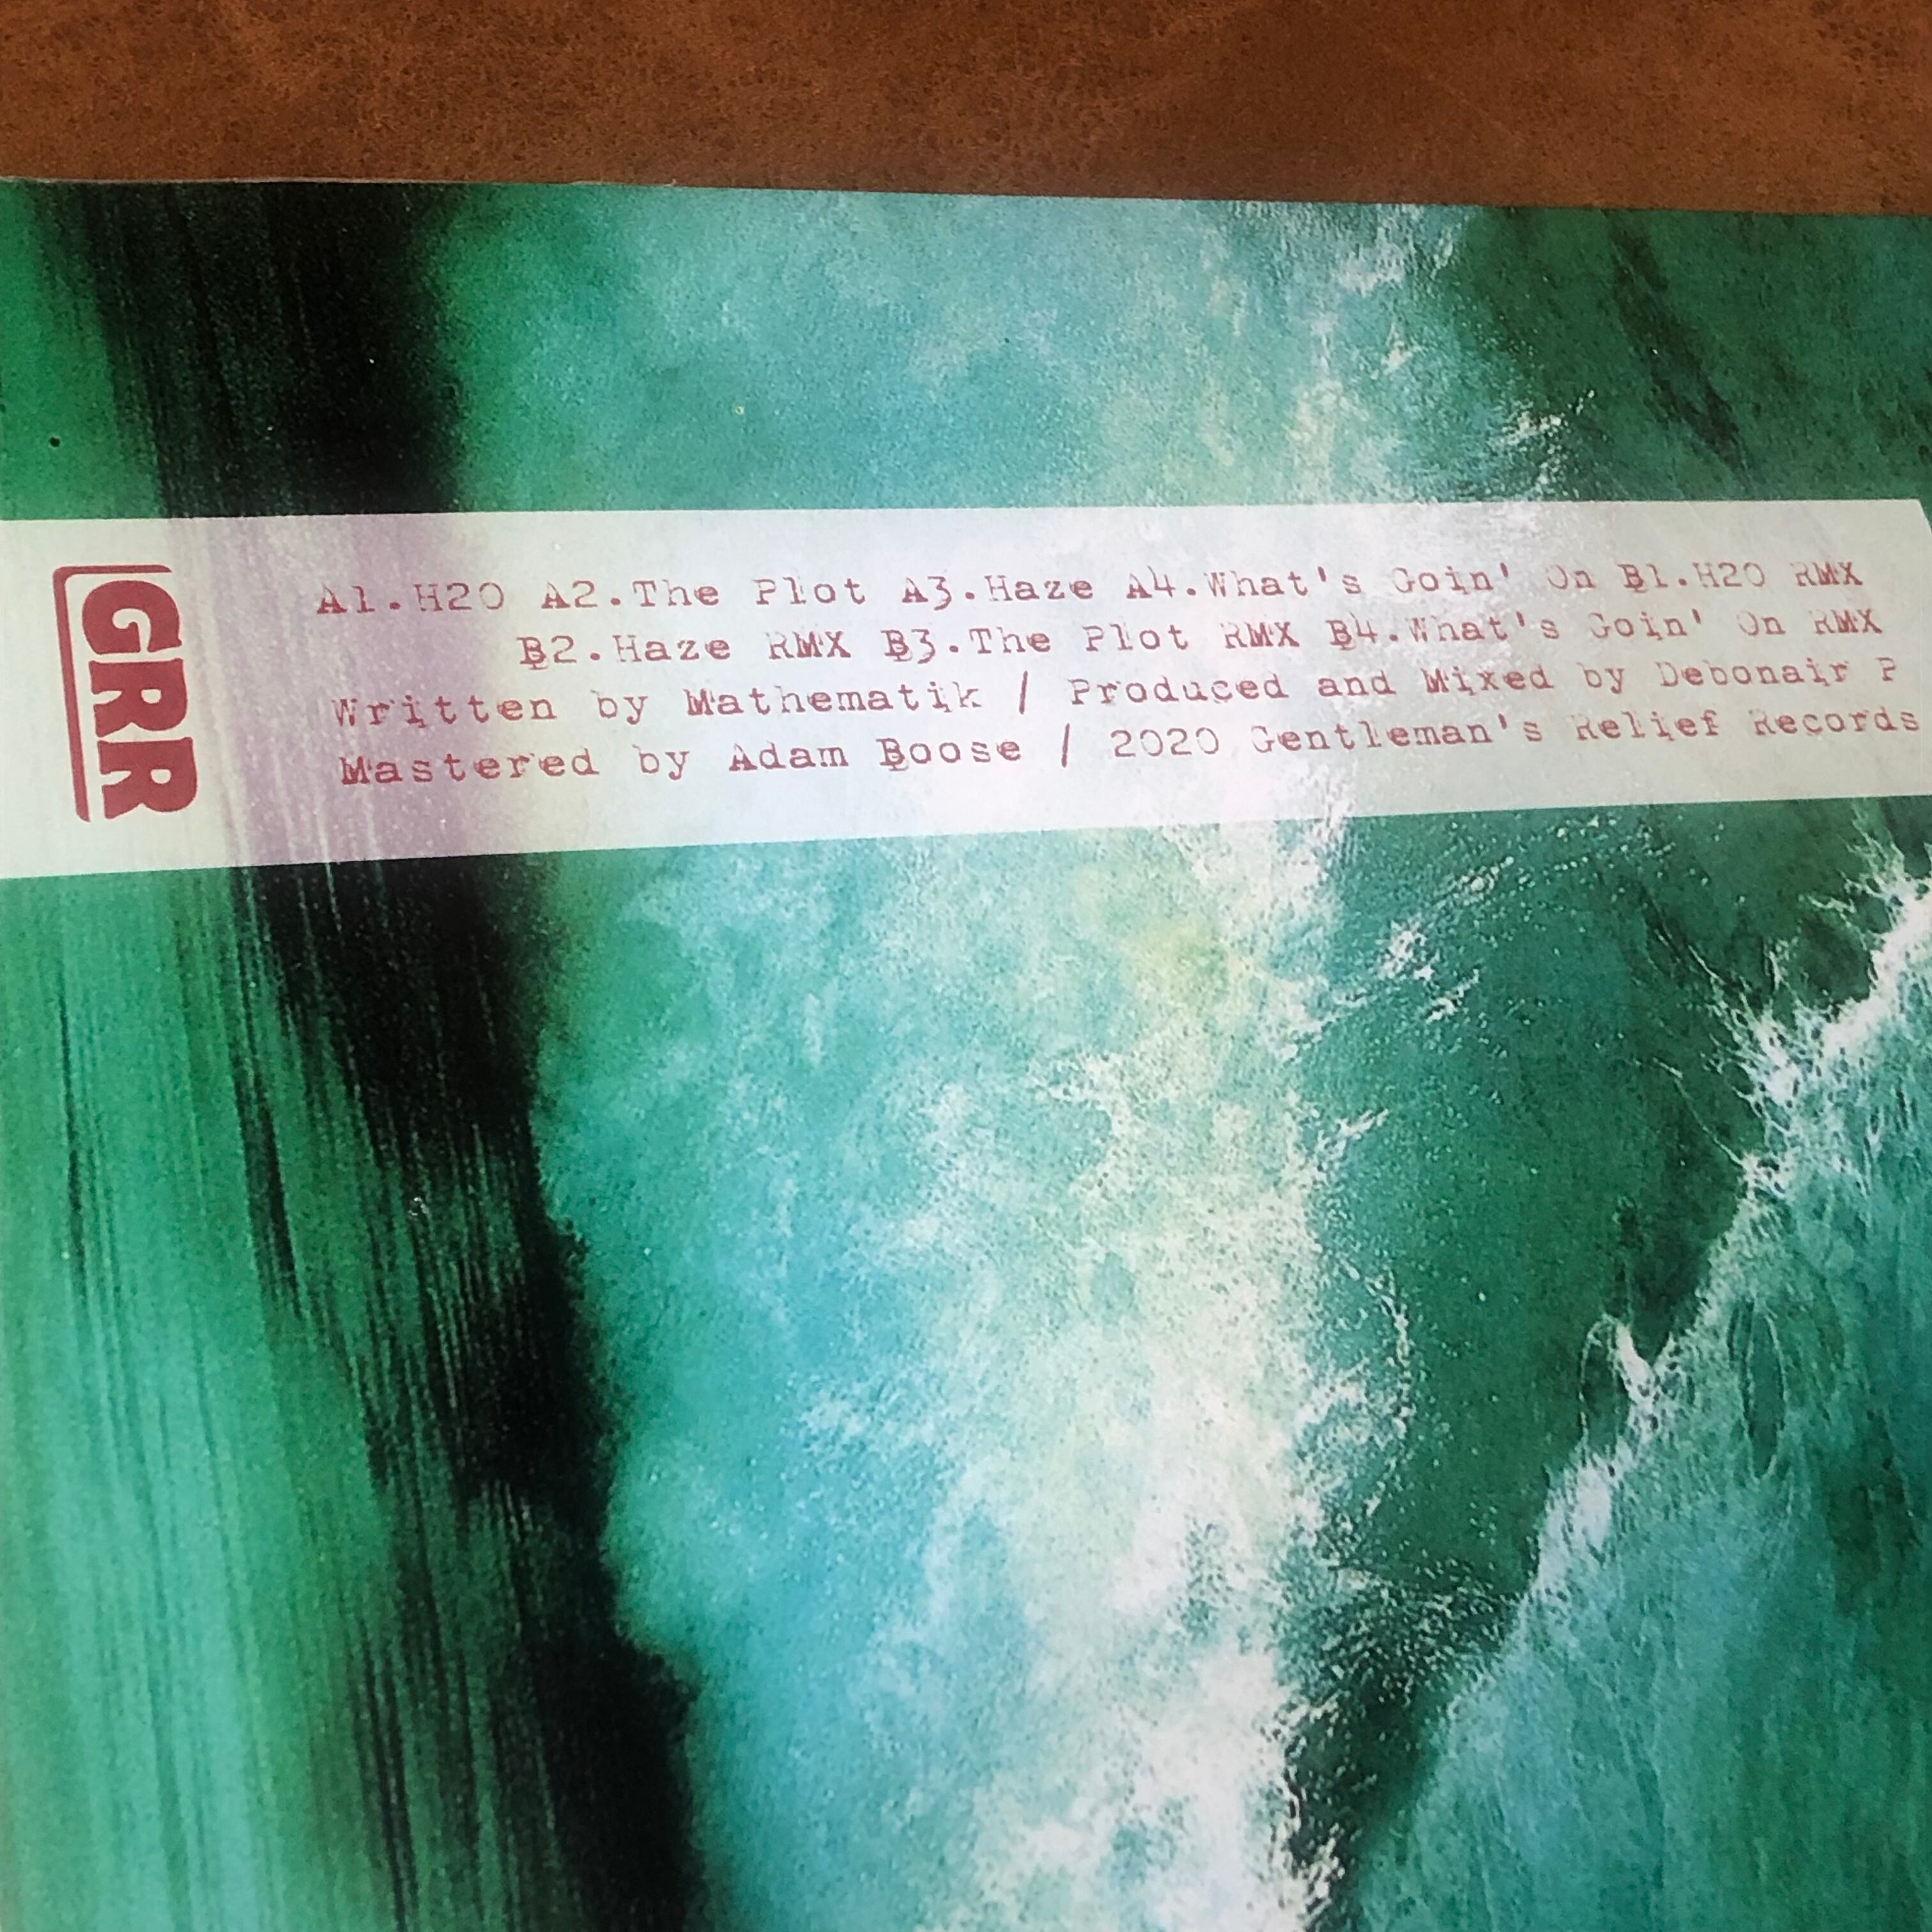 GRR
A1.H20 A2.The Plot A3.Haze A4.What's Goin' On B1.H20 RMX
B2.Haze RMX B3.The Plot RMX B4.What's Goin' On RMX
Written by Mathematik / Produced and Mixed by Debonair P
Mastered by Adam Boose / 2020 Gentleman's Relief Records